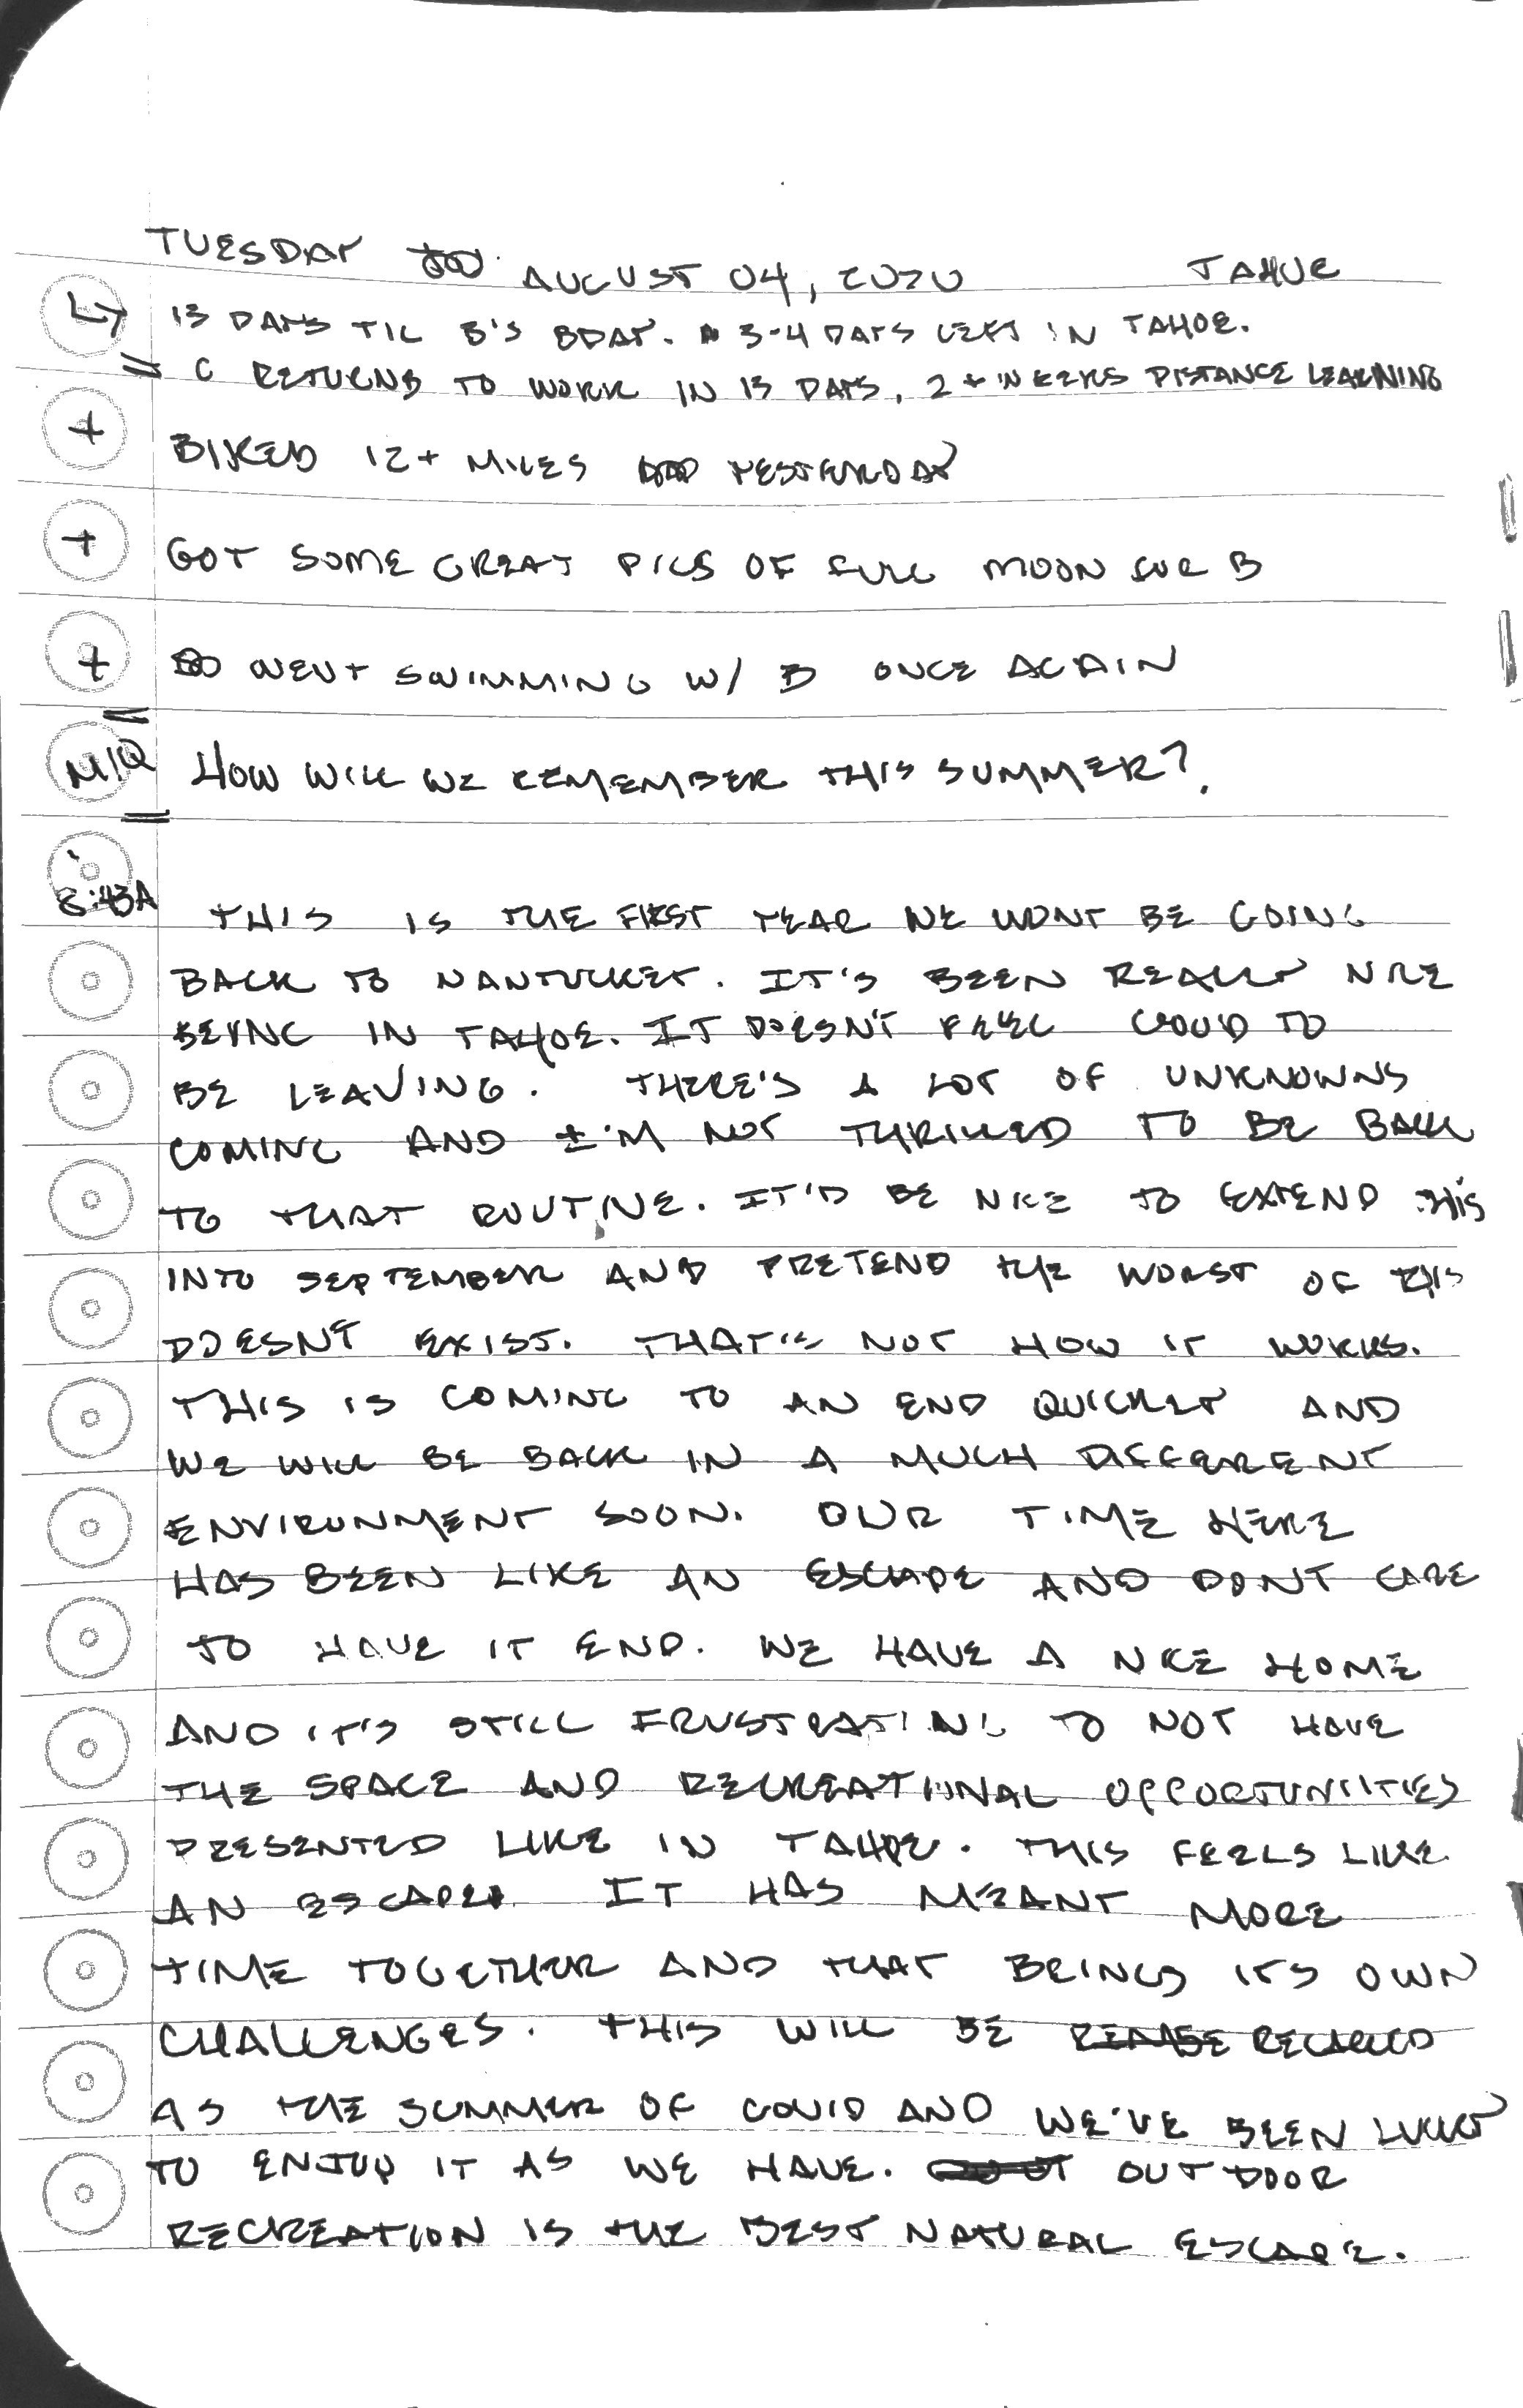 TUESDAY AUGUST 04, 2020 TAHOE
↳ 13 DAYS TIL B'S BDAY. 3-4 DAYS LEFT IN TAHOE.
= C RETURNS TO WORK IN 13 DAYS, 2+ WEEKS DISTANCE LEARNING
+ BIKED 12+ MILES YESTERDAY
+ GOT SOME GREAT PICS OF FULL MOON FOR B
+ WENT SWIMMING W/ B ONCE AGAIN
M/Q HOW WILL WE REMEMBER THIS SUMMER?.
8:43A THIS IS THE FIRST YEAR WE WONT BE GOING
BACK TO NANTUCKET. IT'S BEEN REALLY NICE
BEING IN TAHOE. IT DOESN'T FEEL GOOD TO
BE LEAVING. THERE'S A LOT OF UNKNOWNS
COMING AND I'M NOT THRILLED TO BE BACK
TO THAT ROUTINE. IT'D BE NICE TO EXTEND THIS
INTO SEPTEMBER AND PRETEND THE WORST OF THIS
DOESN'T EXIST. THAT'S NOT HOW IT WORKS.
THIS IS COMING TO AN END QUICKLY AND
WE WILL BE BACK IN A MUCH DIFFERENT
ENVIRONMENT SOON. OUR TIME HERE
HAS BEEN LIKE AN ESCAPE AND DONT CARE
TO HAVE IT END. WE HAVE A NICE HOME
AND IT'S STILL FRUSTRATING TO NOT HAVE
THE SPACE AND RECREATIONAL OPPORTUNITIES
PRESENTED LIKE IN TAHOE. THIS FEELS LIKE
AN ESCAPE. IT HAS MEANT MORE
TIME TOGETHER AND THAT BRINGS ITS OWN
CHALLENGES. THIS WILL BE RECALLED
AS THE SUMMER OF COVID AND WE'VE BEEN LUCKY
TO ENJOY IT AS WE HAVE. OUTDOOR
RECREATION IS THE BEST NATURAL ESCAPE.